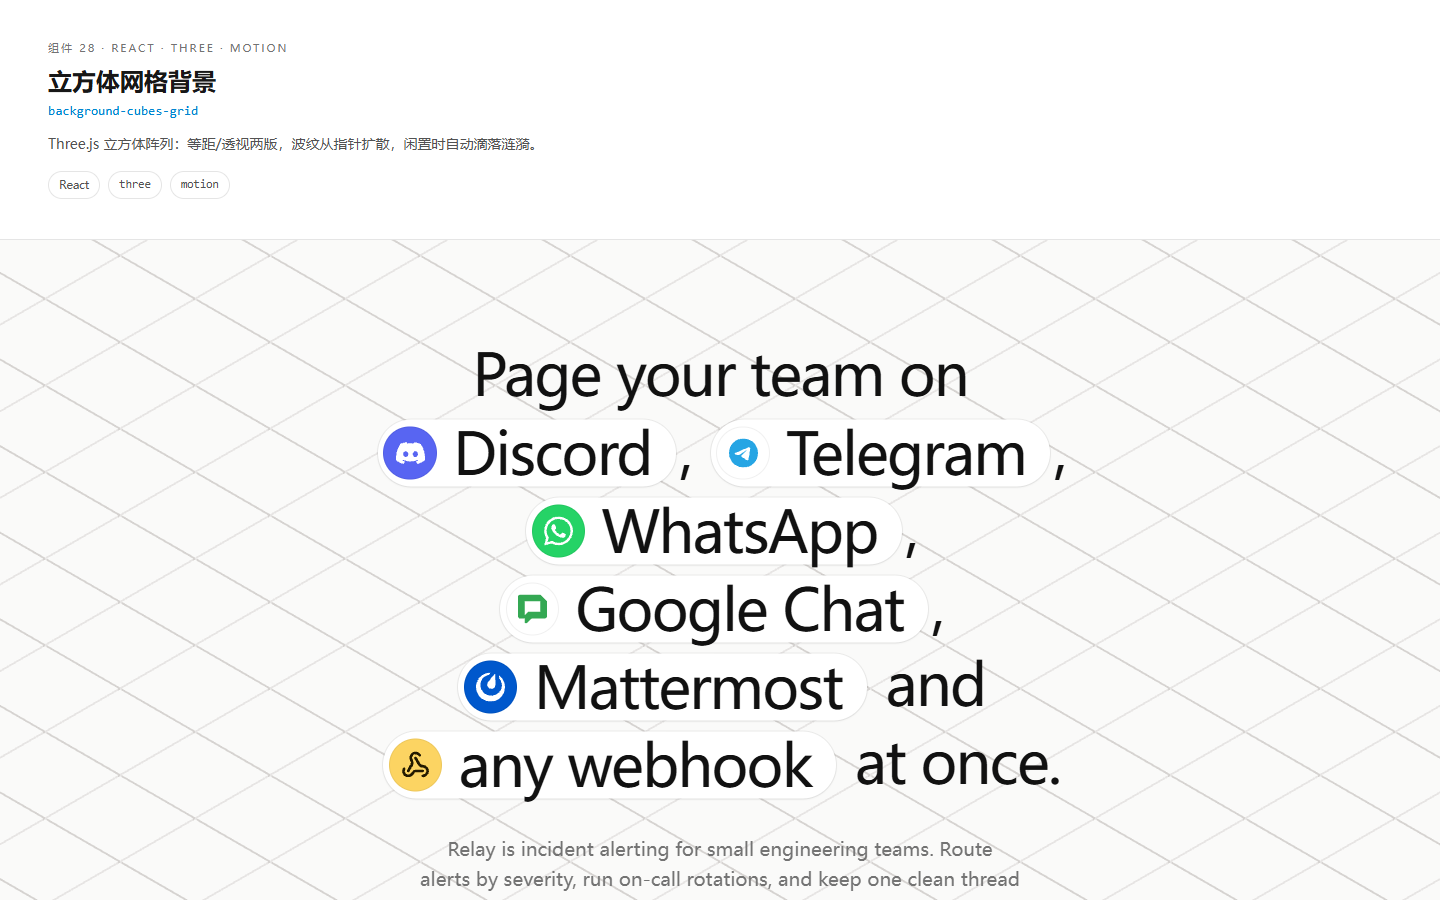 组件 28 · REACT · THREE · MOTION
立方体网格背景
background-cubes-grid
Three.js 立方体阵列：等距/透视两版，波纹从指针扩散，闲置时自动滴落涟漪。
React three motion
Page your team on
Discord , Telegram ,
WhatsApp ,
Google Chat ,
Mattermost and
any webhook at once.
Relay is incident alerting for small engineering teams. Route
alerts by severity, run on-call rotations, and keep one clean thread